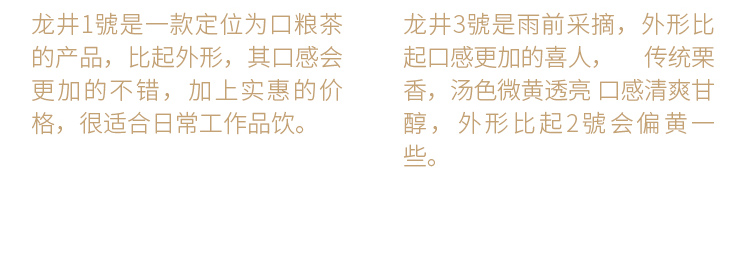 龙井1號是一款定位为口粮茶
的产品，比起外形，其口感会
更加的不错，加上实惠的价
格，很适合日常工作品饮。
龙井3號是雨前采摘，外形比
起口感更加的喜人，　传统栗
香，汤色微黄透亮 口感清爽甘
醇，外形比起2號会偏黄一
些。